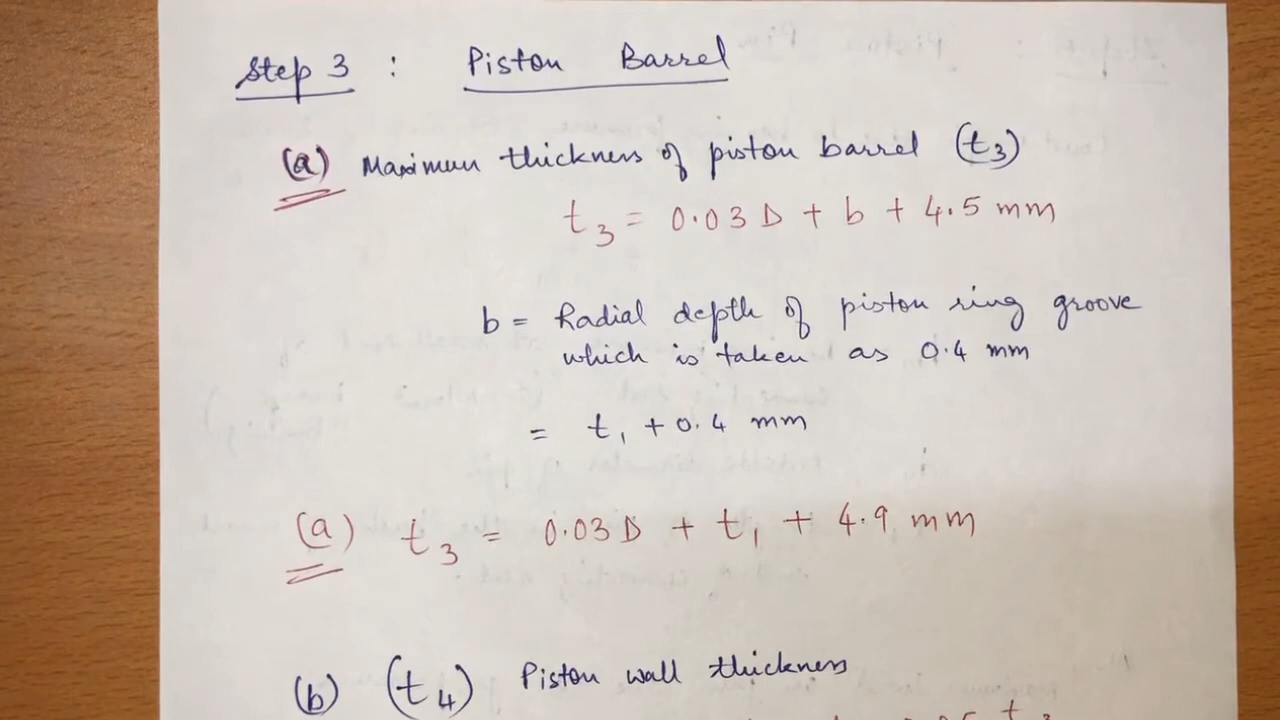 Step 3 : Piston Barrel
(a) Maximum thickness of piston barrel (t3)
t3 = 0.03 D + b + 4.5 mm
b = Radial depth of piston ring groove
which is taken as 0.4 mm
= t1 + 0.4 mm
(a) t3 = 0.03 D + t1 + 4.9 mm
(b) (t4) Piston wall thickness